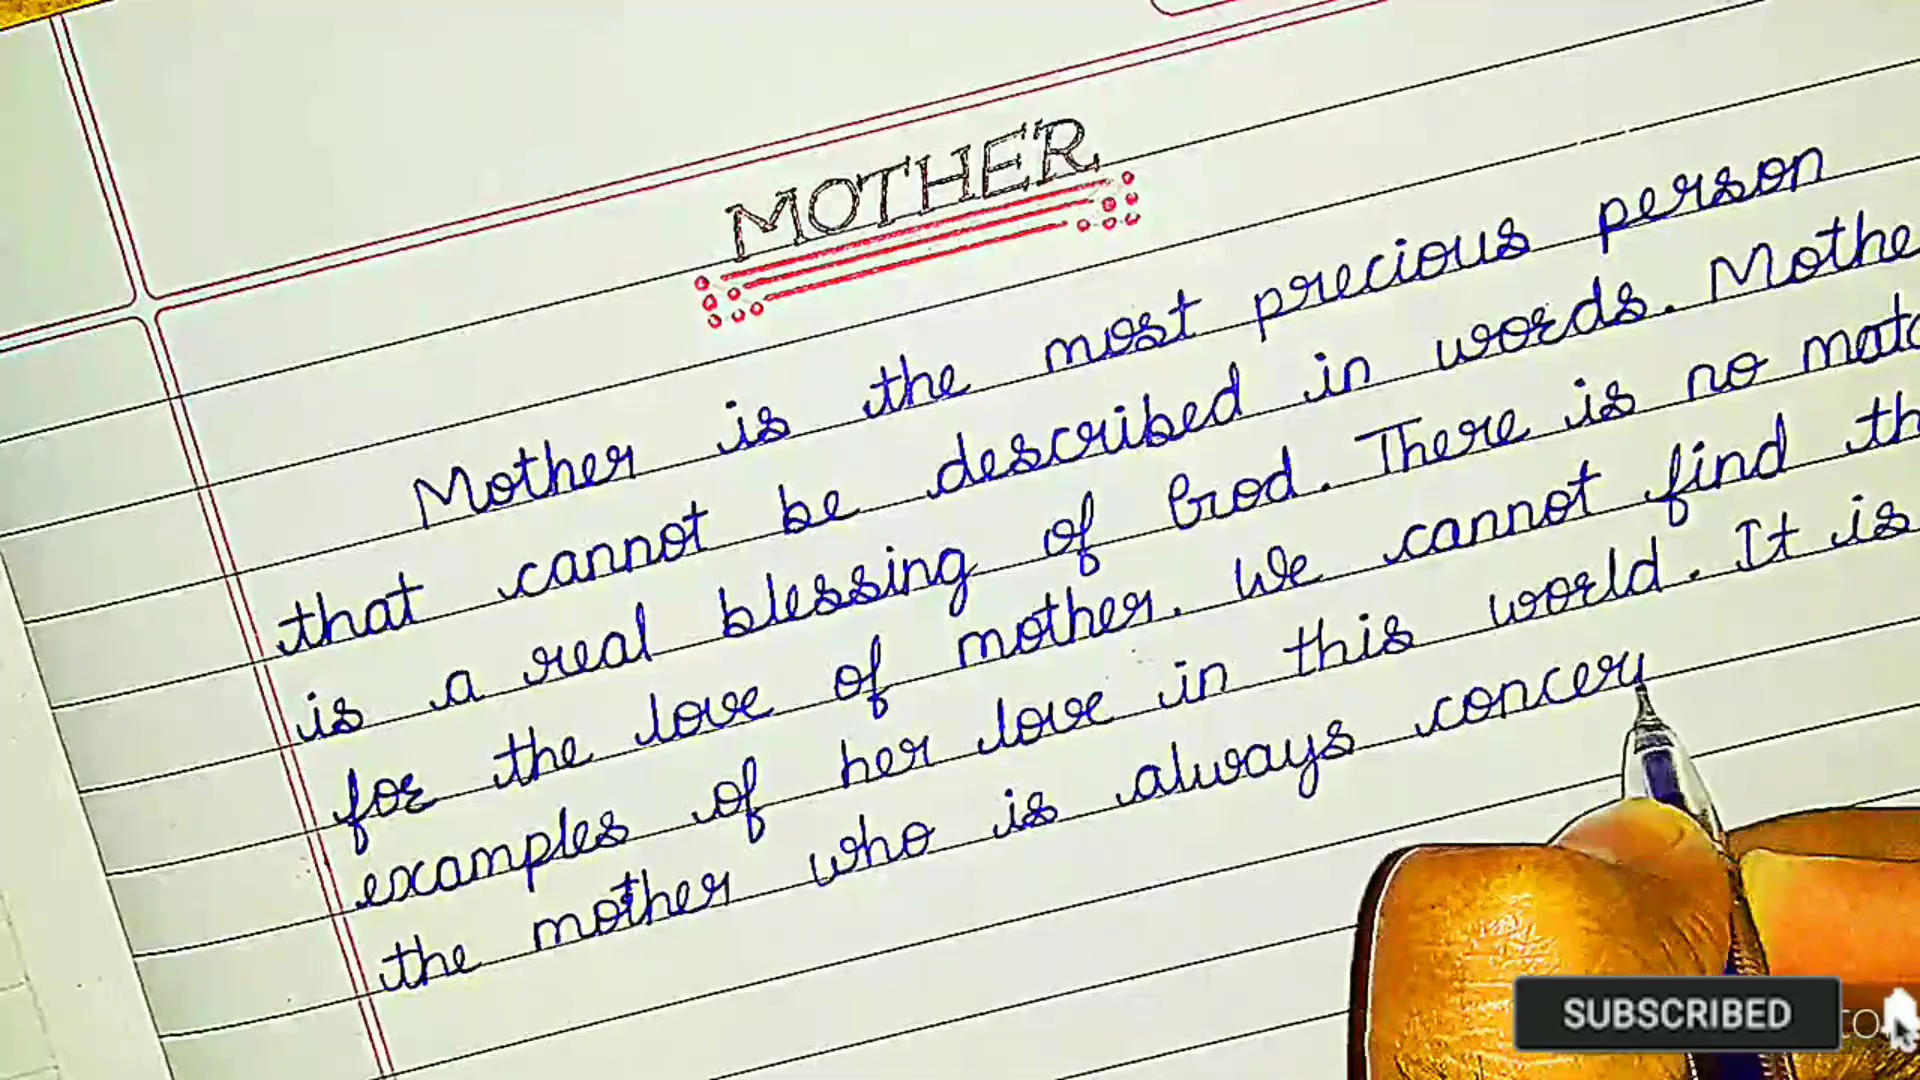 MOTHER
Mother is the most precious person
that cannot be described in words. Mothe
is a real blessing of God. There is no matc
for the love of mother. We cannot find th
examples of her love in this world. It is
the mother who is always concer
SUBSCRIBED
to